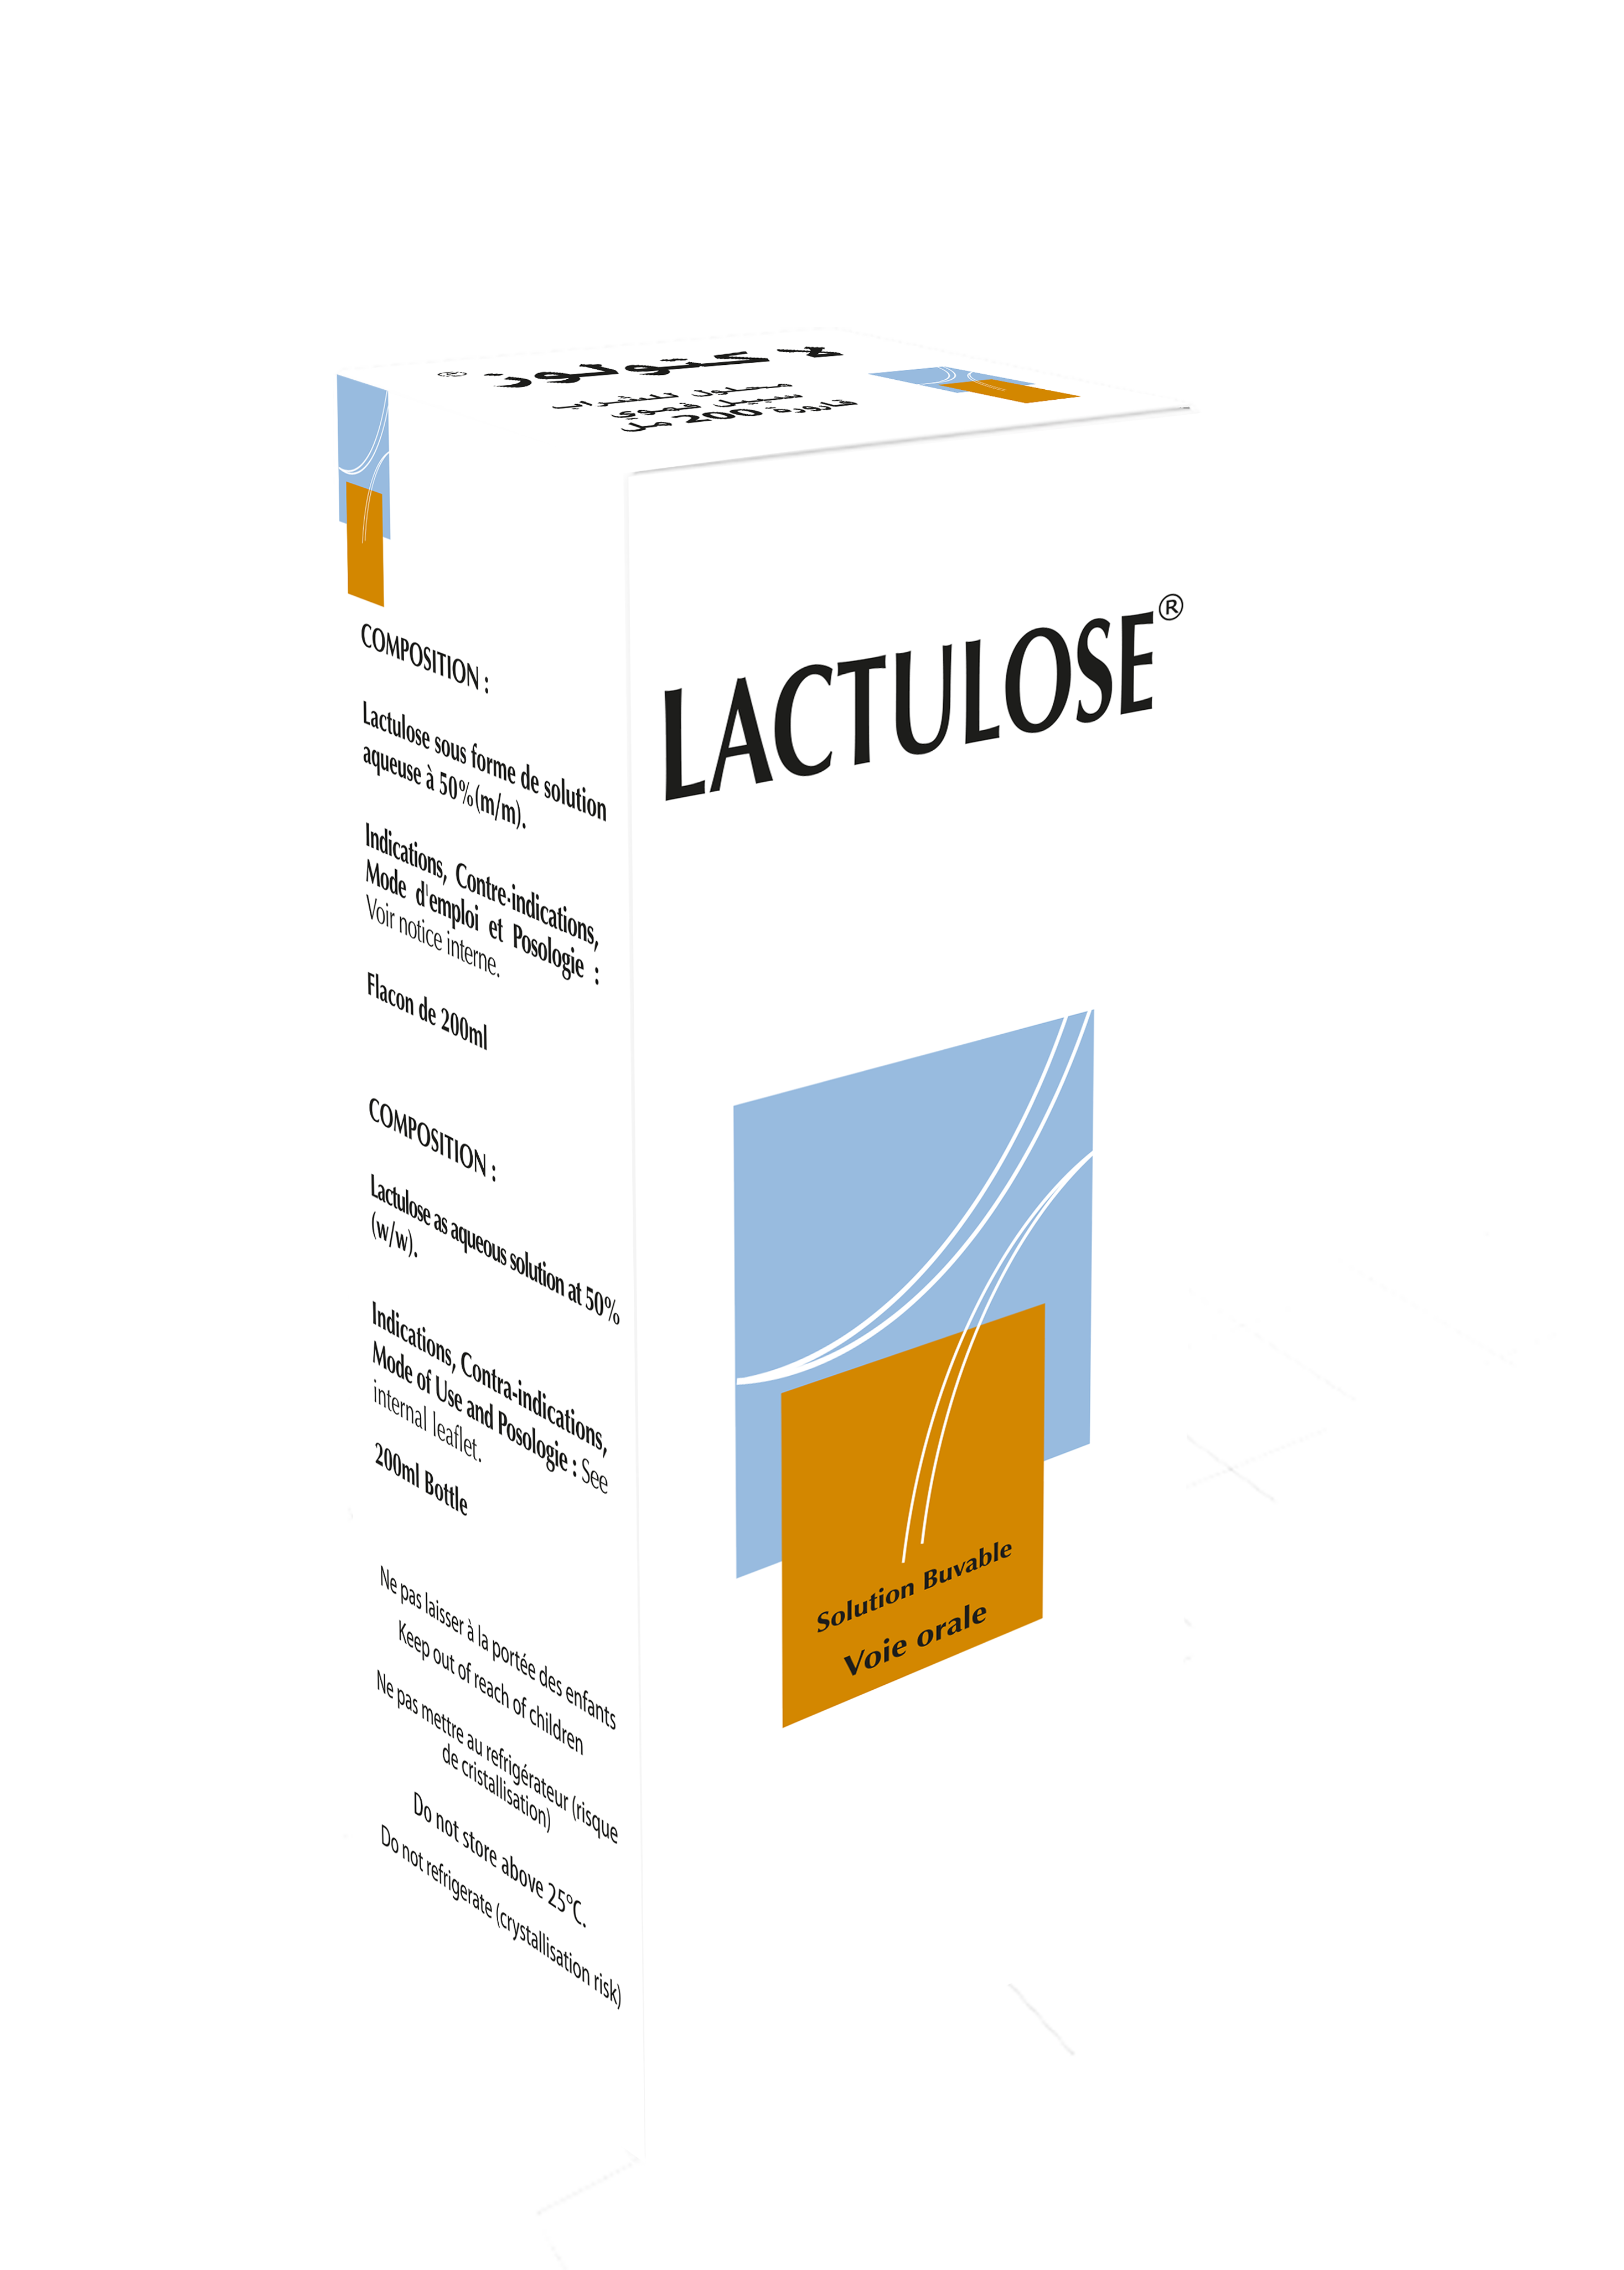 لاكتولوز ®
محلول للشراب
سبيل فموي
قارورة 200 مل
COMPOSITION :
Lactulose sous forme de solution
aqueuse à 50%(m/m).
Indications, Contre-indications,
Mode d'emploi et Posologie :
Voir notice interne.
Flacon de 200ml
COMPOSITION :
Lactulose as aqueous solution at 50%
(w/w).
Indications, Contra-indications,
Mode of Use and Posologie : See
internal leaflet.
200ml Bottle
Ne pas laisser à la portée des enfants
Keep out of reach of children
Ne pas mettre au refrigérateur (risque
de cristallisation)
Do not store above 25°C.
Do not refrigerate (crystallisation risk)
LACTULOSE®
Solution Buvable
Voie orale